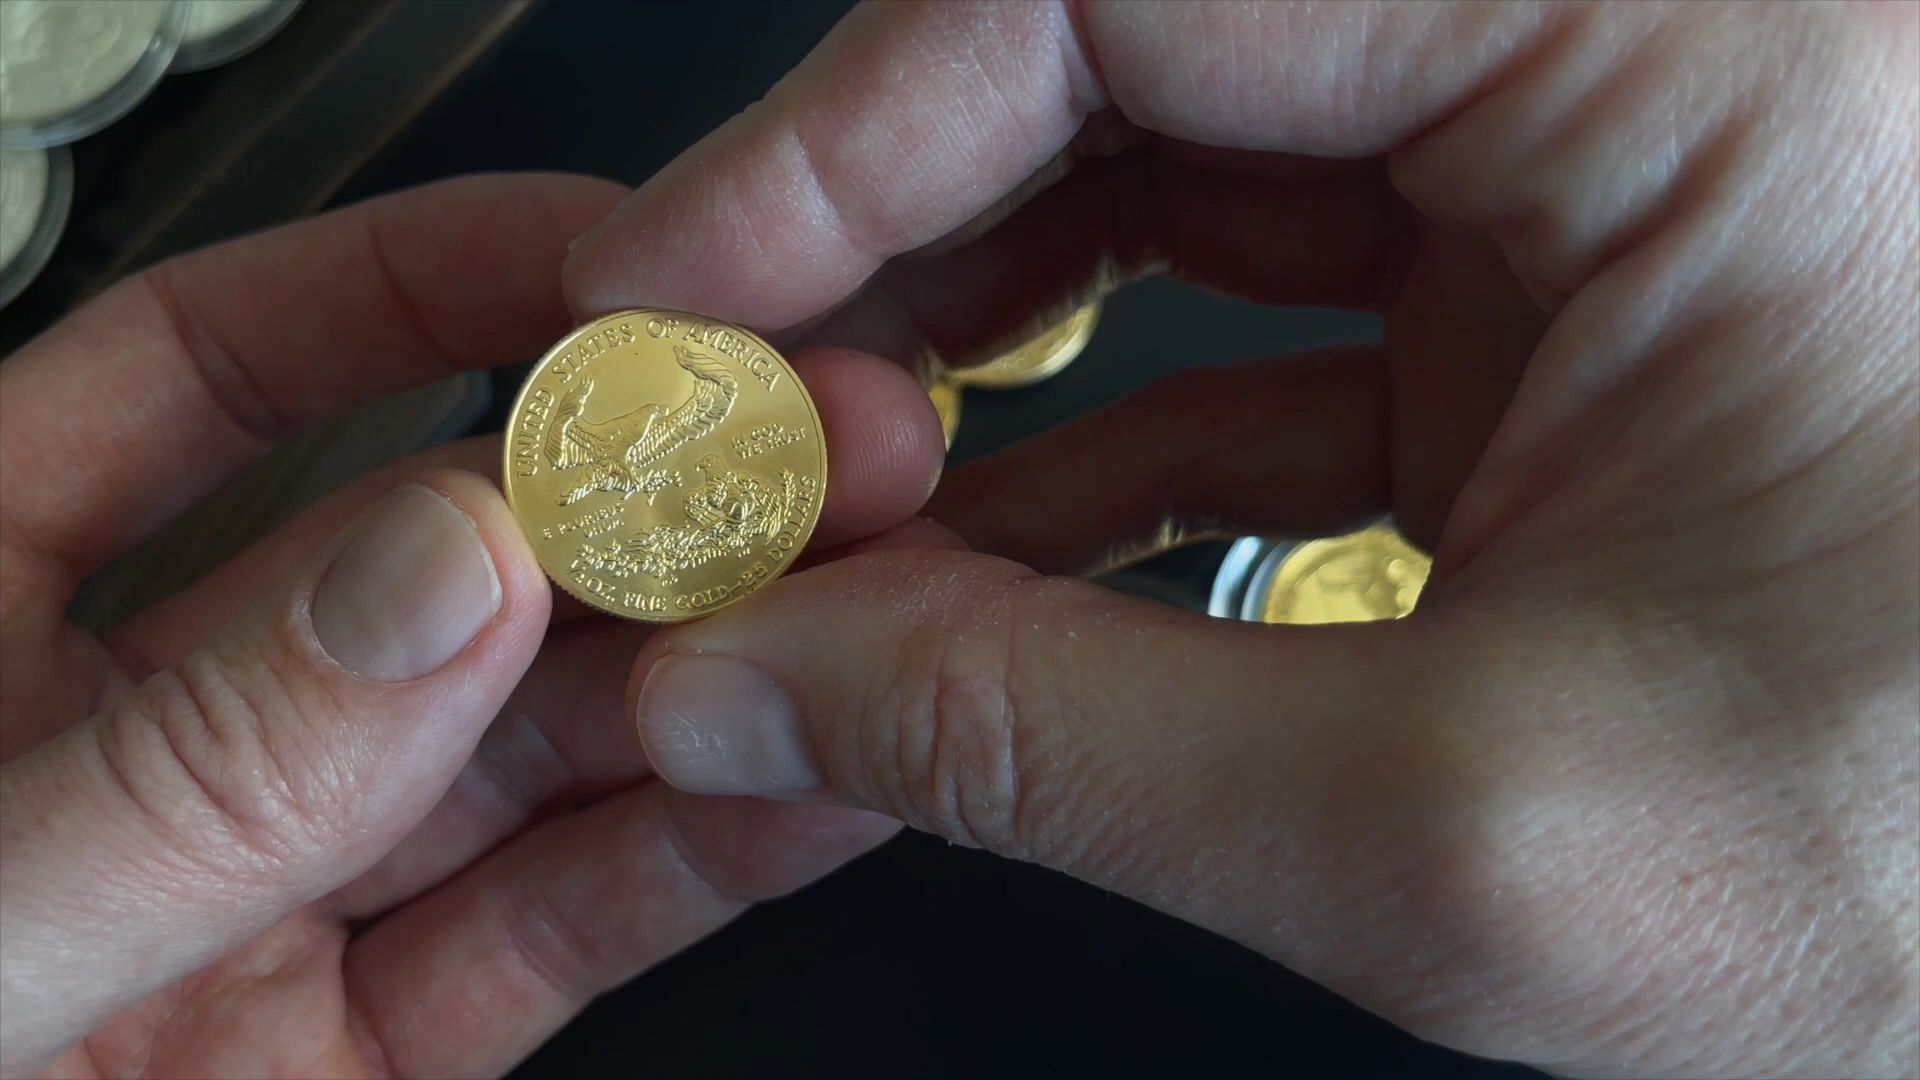 UNITED STATES OF AMERICA
IN GOD
WE TRUST
E PLURIBUS
UNUM
1/2 OZ. FINE GOLD~25 DOLLARS